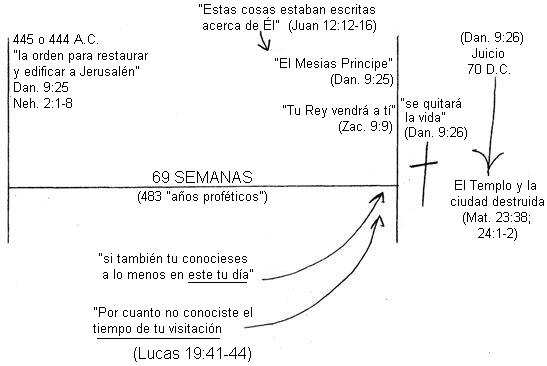 "Estas cosas estaban escritas
acerca de Él" (Juan 12:12-16)
445 o 444 A.C.
"la orden para restaurar
y edificar a Jerusalén"
Dan. 9:25
Neh. 2:1-8
"El Mesias Principe"
(Dan. 9:25)
"Tu Rey vendrá a tí"
(Zac. 9:9)
"se quitará
la vida"
(Dan. 9:26)
(Dan. 9:26)
Juicio
70 D.C.
69 SEMANAS
(483 "años proféticos")
El Templo y la
ciudad destruida
(Mat. 23:38;
24:1-2)
"si también tu conocieses
a lo menos en este tu día"
"Por cuanto no conociste el
tiempo de tu visitación
(Lucas 19:41-44)